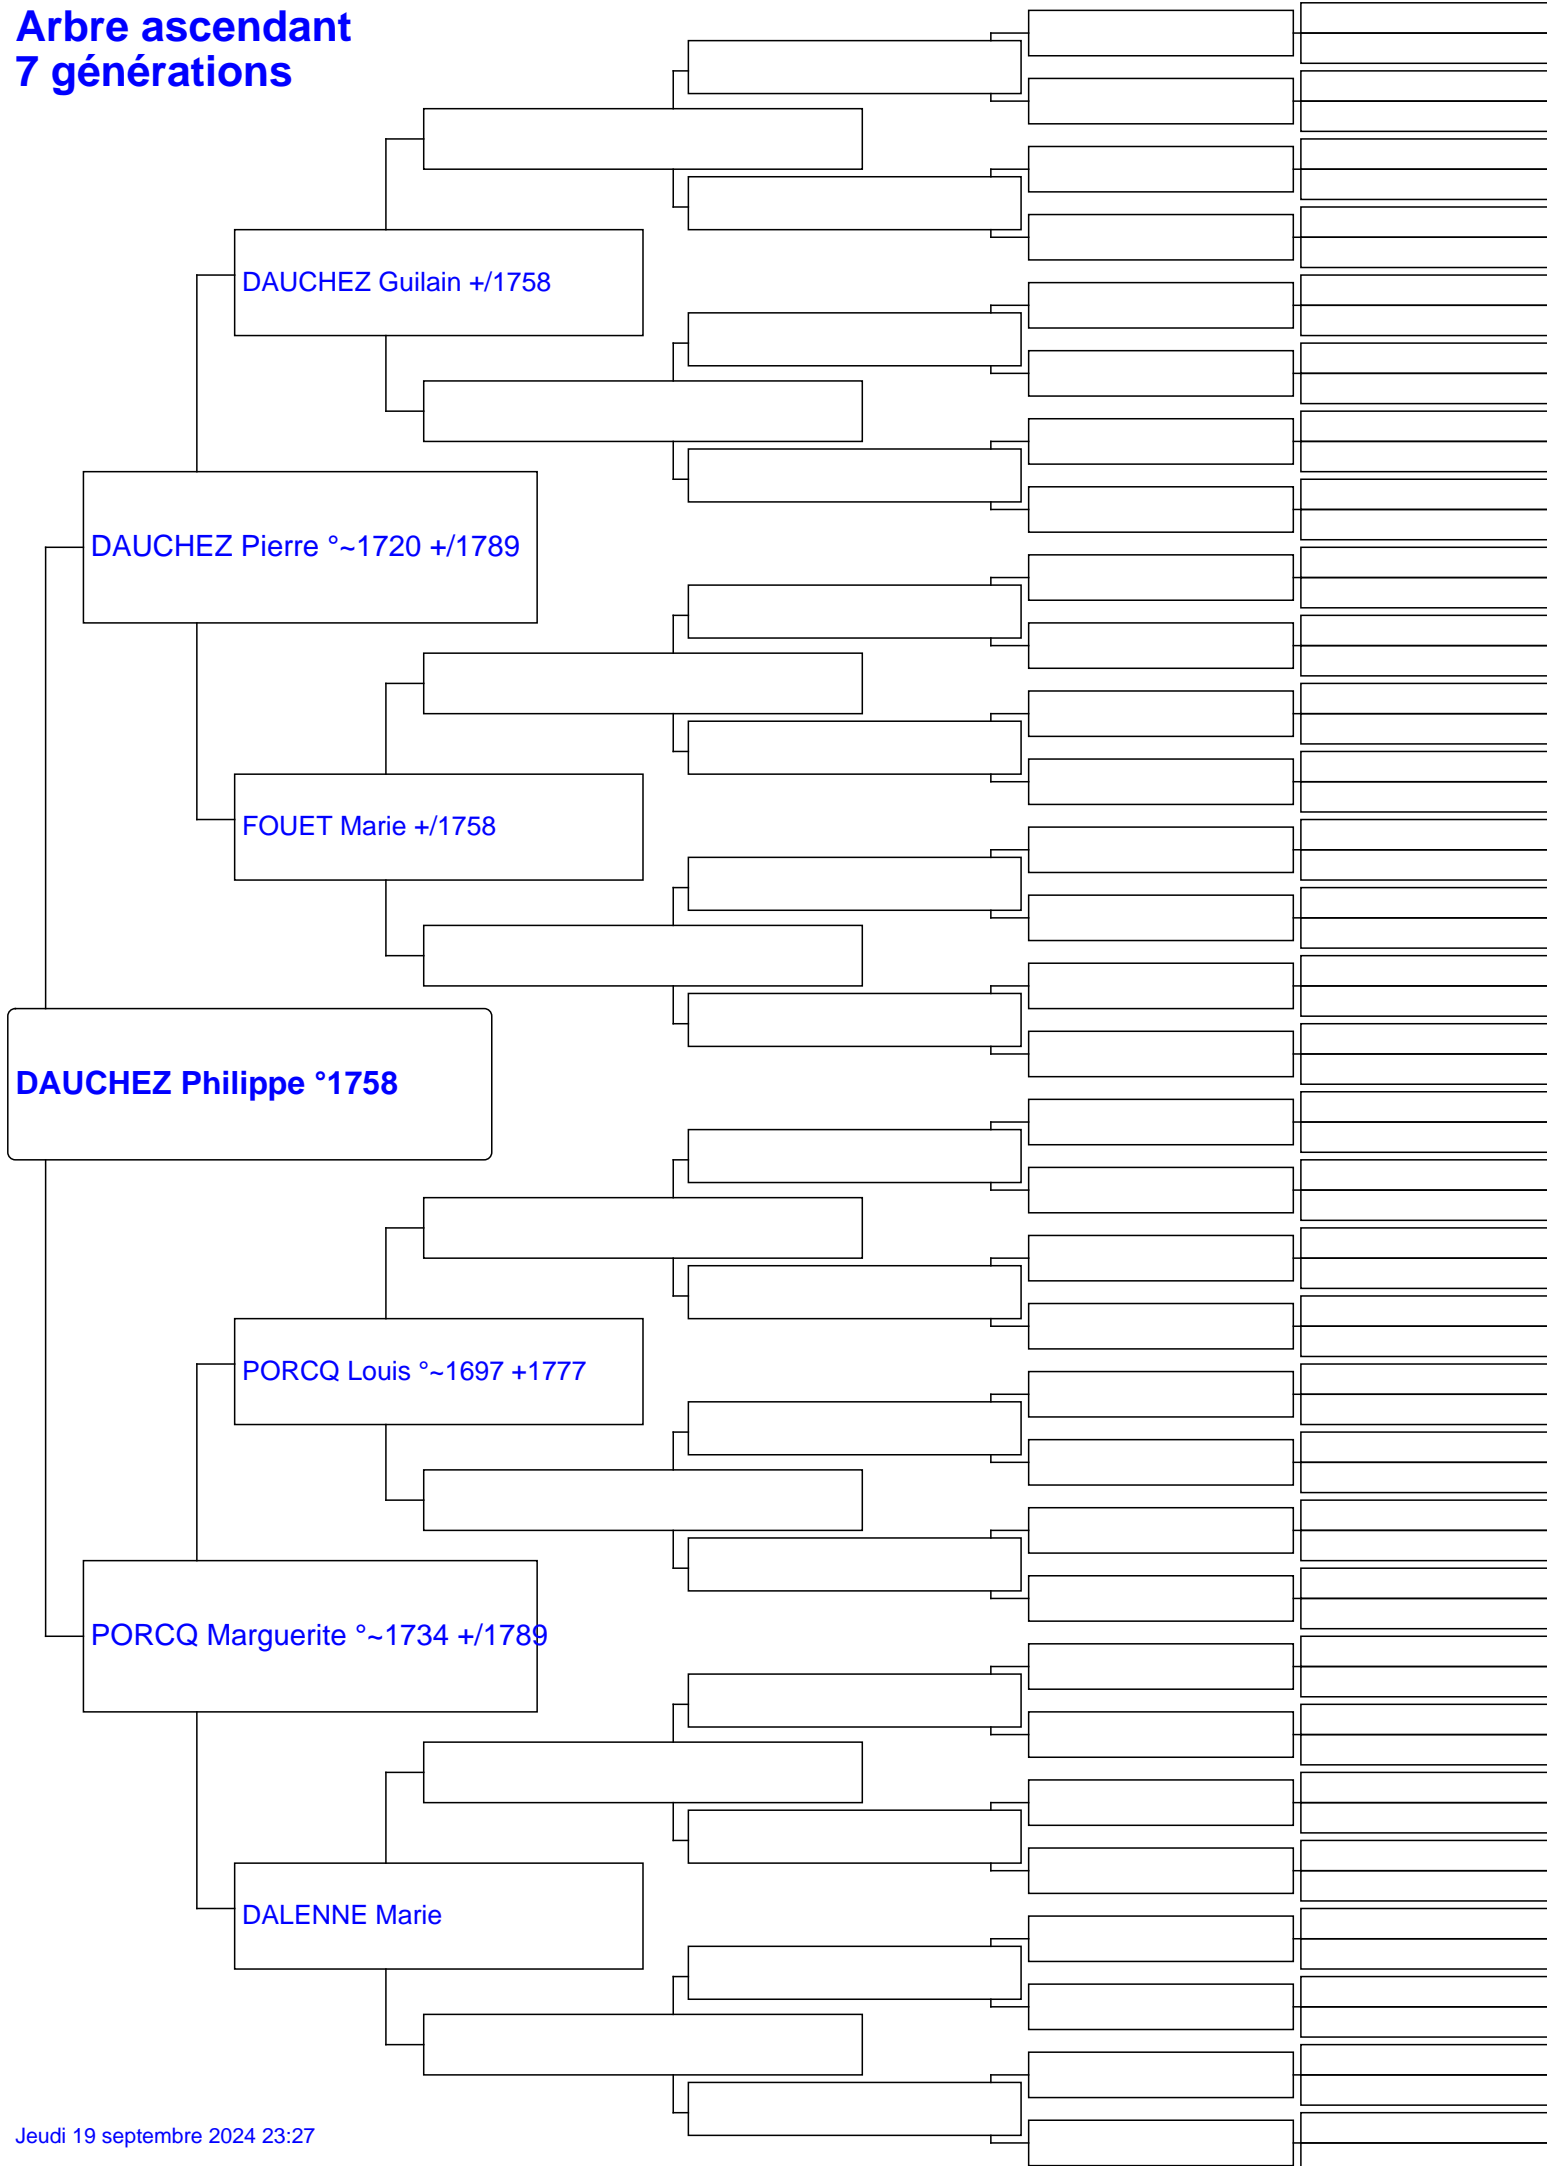 Arbre ascendant
7 générations
DAUCHEZ Guilain +/1758
DAUCHEZ Pierre °~1720 +/1789
FOUET Marie +/1758
DAUCHEZ Philippe °1758
PORCQ Louis °~1697 +1777
PORCQ Marguerite °~1734 +/1789
DALENNE Marie
Jeudi 19 septembre 2024 23:27